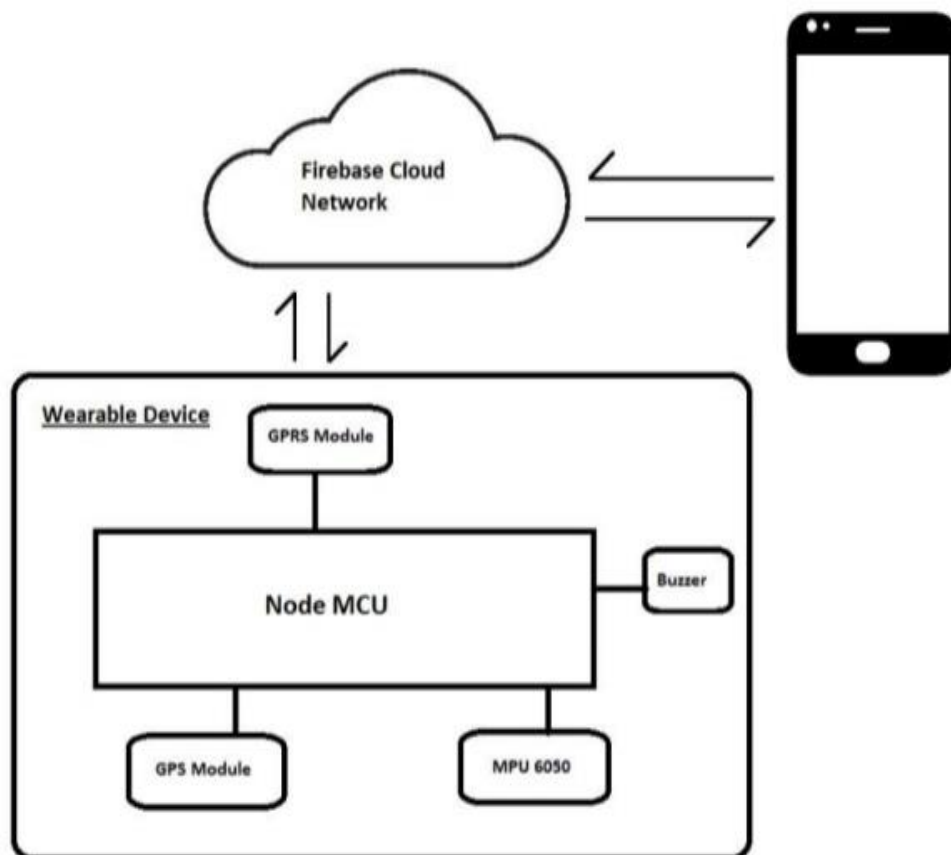 Firebase Cloud
Network
Wearable Device
GPRS Module
Node MCU
Buzzer
GPS Module
MPU 6050